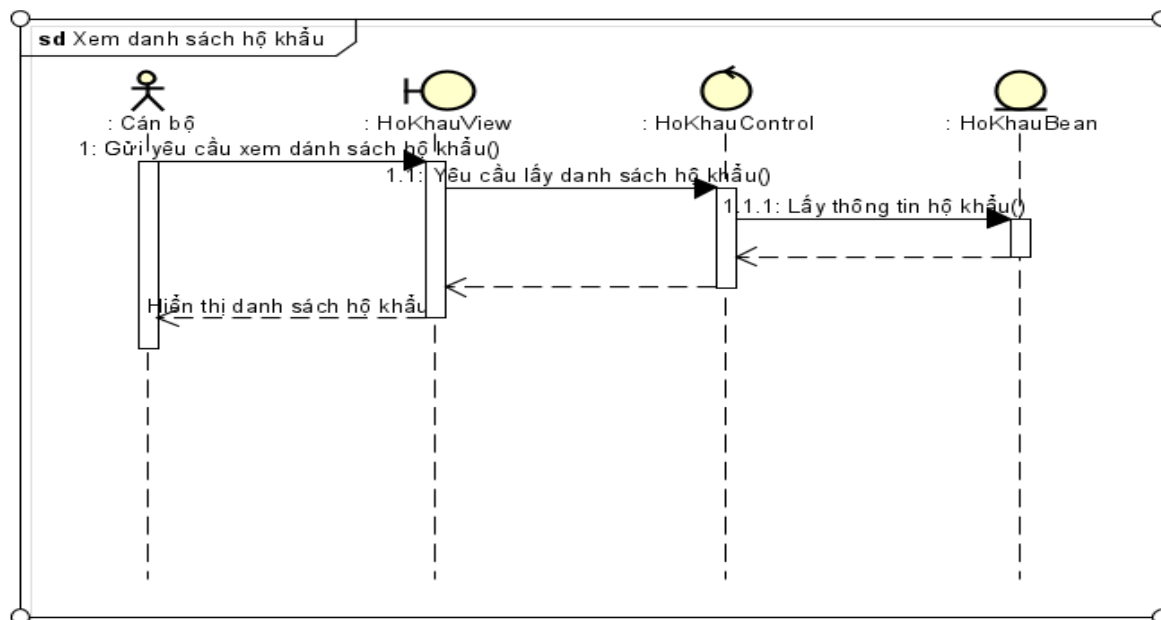 sd Xem danh sách hộ khẩu
: Cán bộ
: HoKhauView
: HoKhauControl
: HoKhauBean
1: Gửi yêu cầu xem dánh sách hộ khẩu()
1.1: Yêu cầu lấy danh sách hộ khẩu()
1.1.1: Lấy thông tin hộ khẩu()
Hiển thị danh sách hộ khẩu